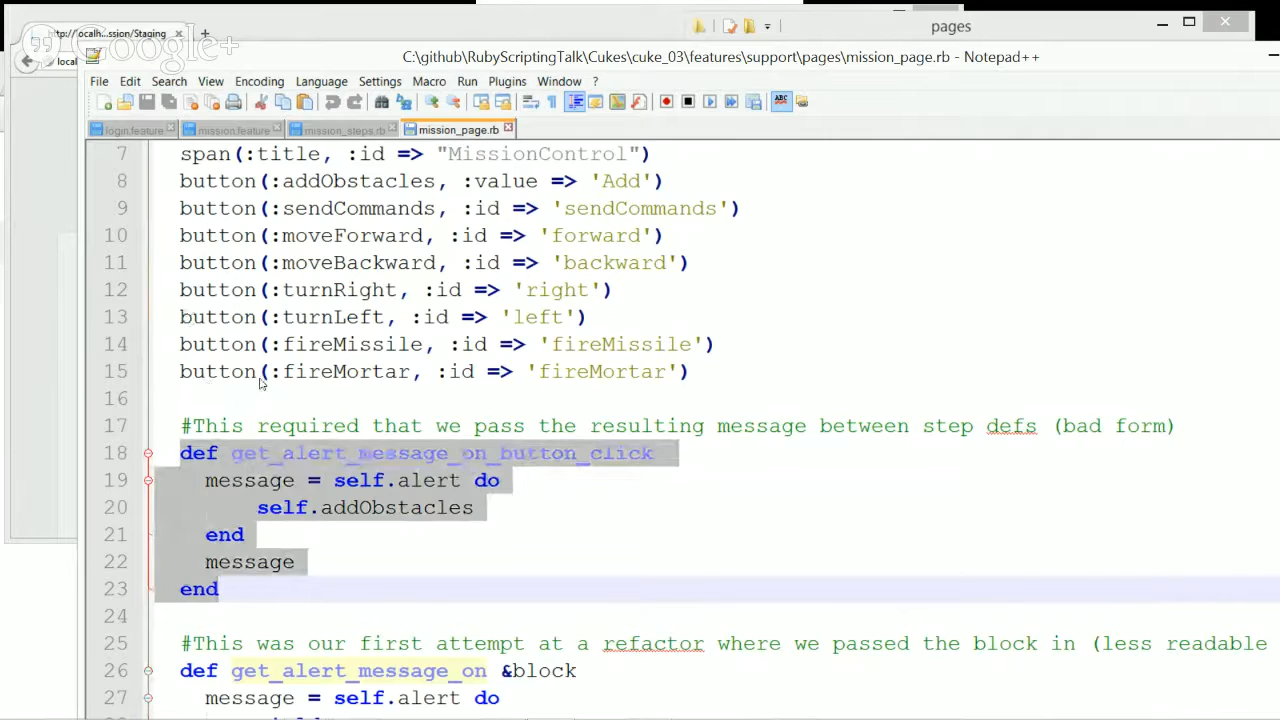 http://localh...ssion/Staging
pages
Google+
local
C:\github\RubyScriptingTalk\Cukes\cuke_03\features\support\pages\mission_page.rb - Notepad++
File Edit Search View Encoding Language Settings Macro Run Plugins Window ?
login.feature mission.feature mission_steps.rb mission_page.rb
7 span(:title, :id => "MissionControl")
8 button(:addObstacles, :value => 'Add')
9 button(:sendCommands, :id => 'sendCommands')
10 button(:moveForward, :id => 'forward')
11 button(:moveBackward, :id => 'backward')
12 button(:turnRight, :id => 'right')
13 button(:turnLeft, :id => 'left')
14 button(:fireMissile, :id => 'fireMissile')
15 button(:fireMortar, :id => 'fireMortar')
16
17 #This required that we pass the resulting message between step defs (bad form)
18 def get_alert_message_on_button_click
19 message = self.alert do
20 self.addObstacles
21 end
22 message
23 end
24
25 #This was our first attempt at a refactor where we passed the block in (less readable
26 def get_alert_message_on &block
27 message = self.alert do